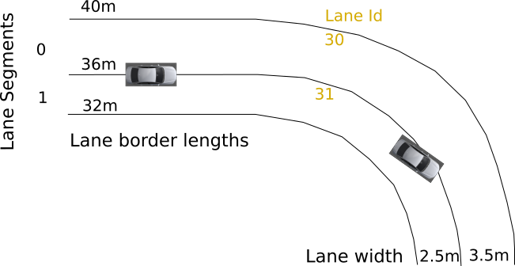 40m
Lane Id
30
Lane Segments
0
36m
31
1
32m
Lane border lengths
Lane width 2.5m 3.5m